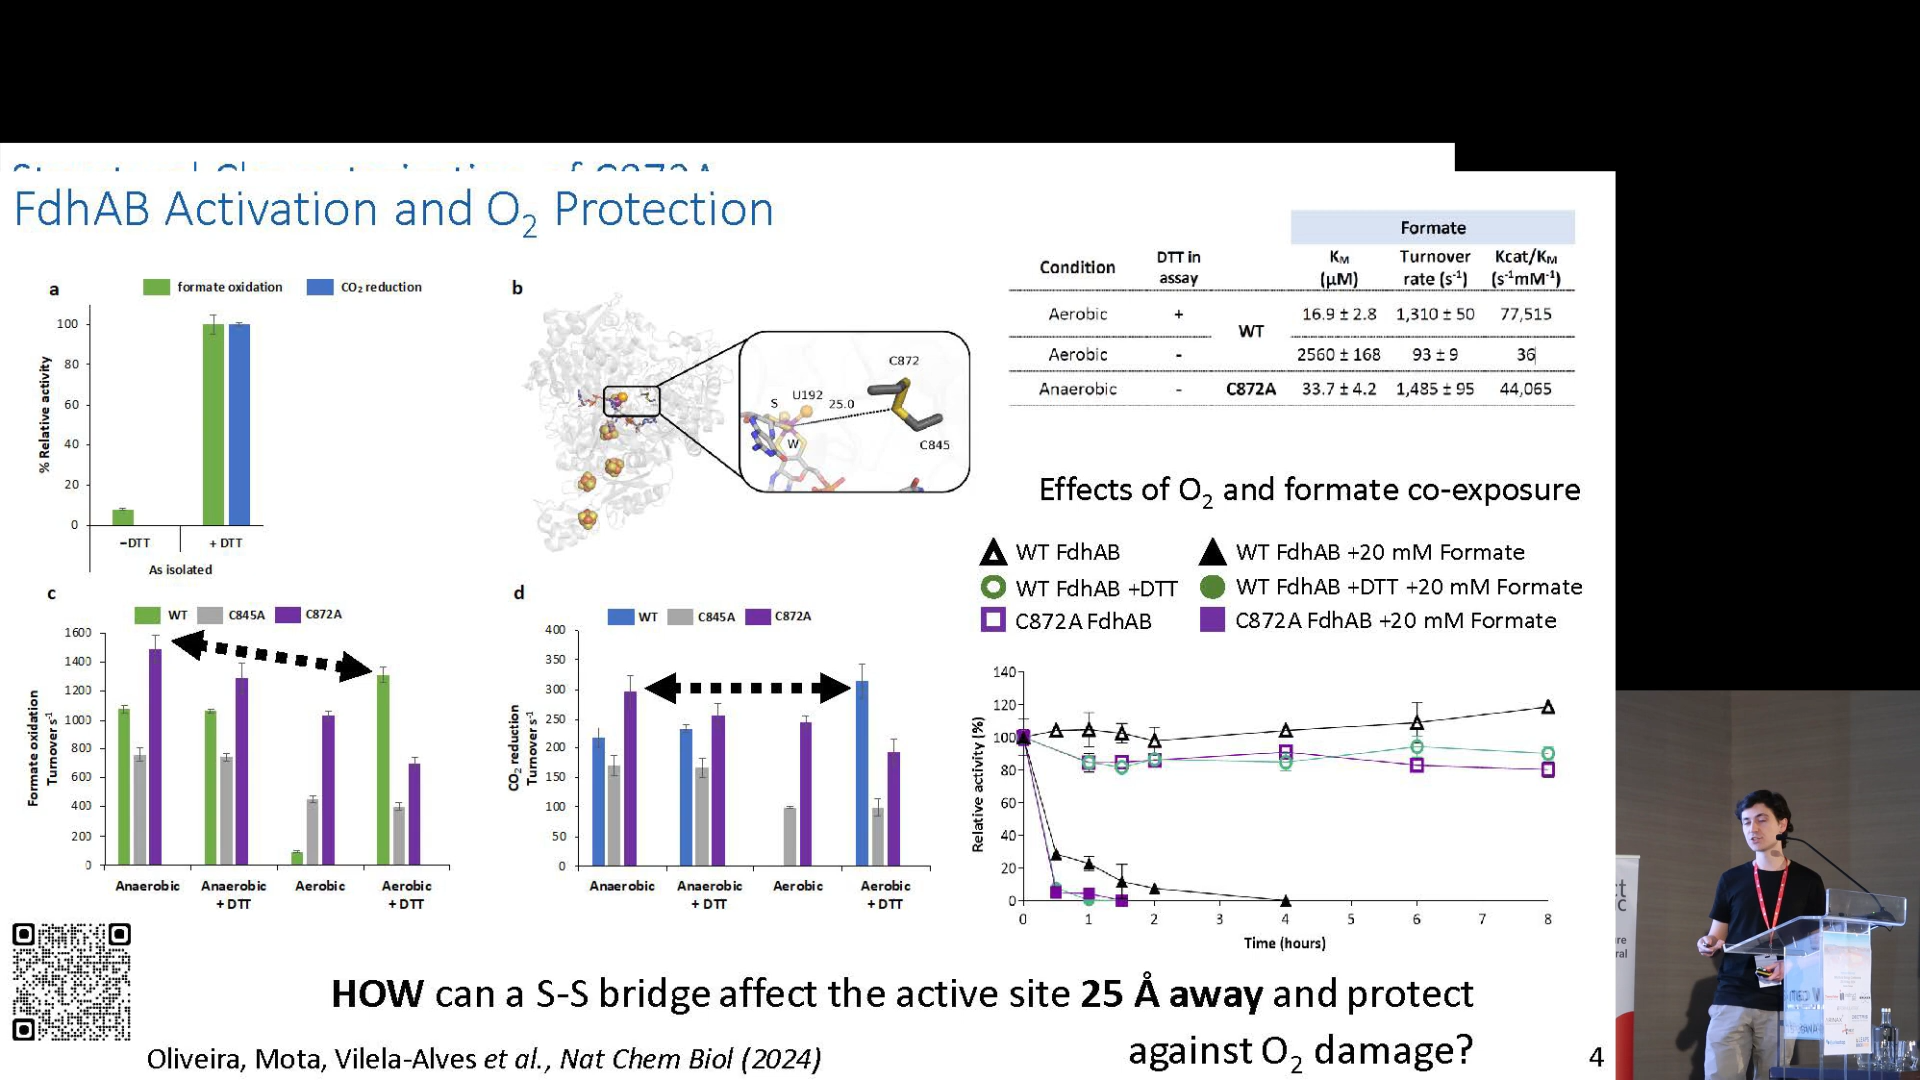 FdhAB Activation and O2 Protection
a
formate oxidation
CO2 reduction
100
80
60
40
20
0
% Relative activity
−DTT
+ DTT
As isolated
b
C872
U192
S
25.0
W
C845
Formate
Condition
DTT in assay
KM (μM)
Turnover rate (s-1)
Kcat/KM (s-1mM-1)
Aerobic + 16.9 ± 2.8 1,310 ± 50 77,515
WT
Aerobic - 2560 ± 168 93 ± 9 36
Anaerobic - C872A 33.7 ± 4.2 1,485 ± 95 44,065
Effects of O2 and formate co-exposure
WT FdhAB
WT FdhAB +20 mM Formate
WT FdhAB +DTT
WT FdhAB +DTT +20 mM Formate
C872A FdhAB
C872A FdhAB +20 mM Formate
c
WT C845A C872A
1600
1400
1200
1000
800
600
400
200
0
Formate oxidation
Turnover s-1
Anaerobic
Anaerobic + DTT
Aerobic
Aerobic + DTT
d
WT C845A C872A
400
350
300
250
200
150
100
50
0
CO2 reduction
Turnover s-1
Anaerobic
Anaerobic + DTT
Aerobic
Aerobic + DTT
140
120
100
80
60
40
20
0
Relative activity (%)
0 1 2 3 4 5 6 7 8
Time (hours)
HOW can a S-S bridge affect the active site 25 Å away and protect
against O2 damage?
Oliveira, Mota, Vilela-Alves et al., Nat Chem Biol (2024)
4